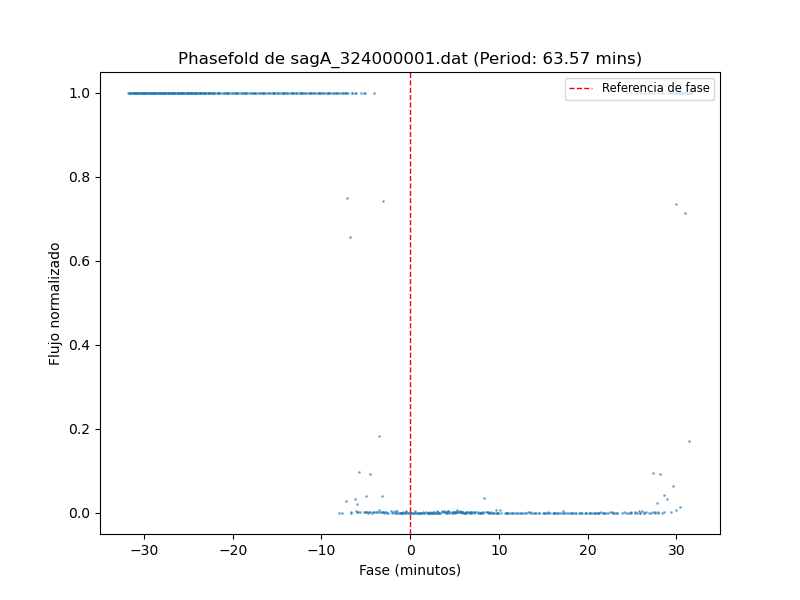 Phasefold de sagA_324000001.dat (Period: 63.57 mins)
Referencia de fase
Flujo normalizado
1.0
0.8
0.6
0.4
0.2
0.0
−30 −20 −10 0 10 20 30
Fase (minutos)